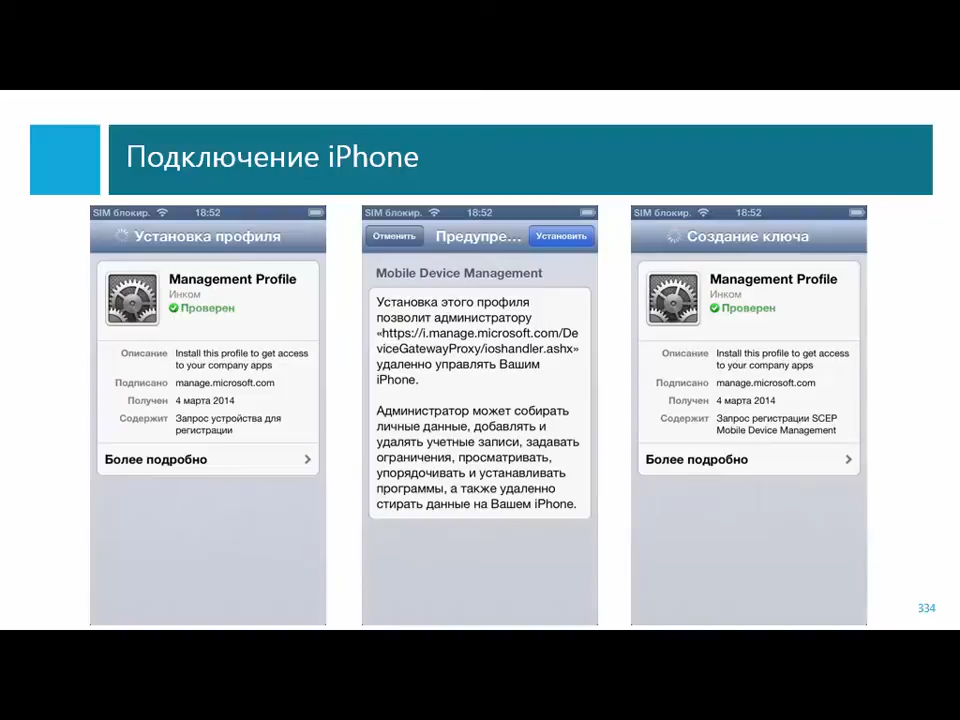 Подключение iPhone
SIM блокир. 18:52
Установка профиля
Management Profile
Инком
Проверен
Описание Install this profile to get access
to your company apps
Подписано manage.microsoft.com
Получен 4 марта 2014
Содержит Запрос устройства для
регистрации
Более подробно
SIM блокир. 18:52
Отменить Предупре... Установить
Mobile Device Management
Установка этого профиля
позволит администратору
«https://i.manage.microsoft.com/De
viceGatewayProxy/ioshandler.ashx»
удаленно управлять Вашим
iPhone.
Администратор может собирать
личные данные, добавлять и
удалять учетные записи, задавать
ограничения, просматривать,
упорядочивать и устанавливать
программы, а также удаленно
стирать данные на Вашем iPhone.
SIM блокир. 18:52
Создание ключа
Management Profile
Инком
Проверен
Описание Install this profile to get access
to your company apps
Подписано manage.microsoft.com
Получен 4 марта 2014
Содержит Запрос регистрации SCEP
Mobile Device Management
Более подробно
334